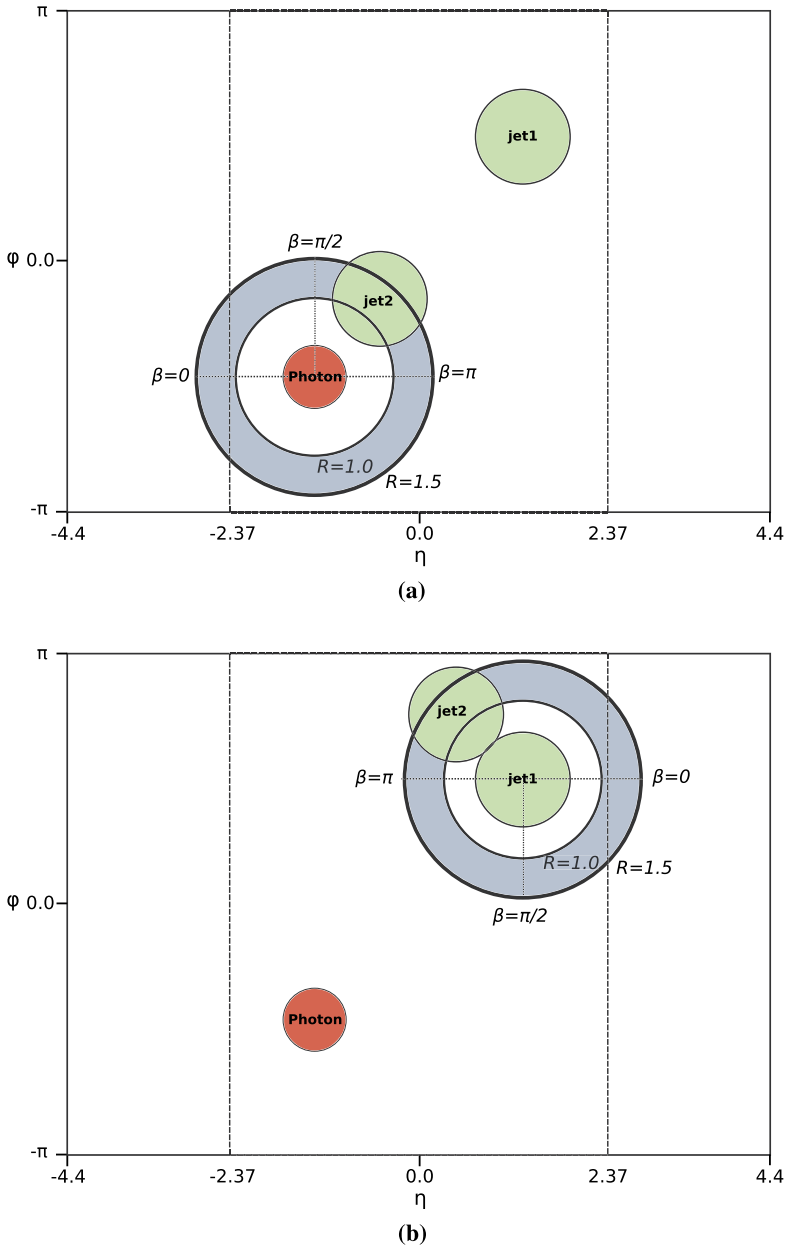 π
jet1
β=π/2
φ 0.0
jet2
β=0
Photon
β=π
R=1.0
R=1.5
-π
-4.4
-2.37
0.0
2.37
4.4
η
(a)
π
jet2
β=π
jet1
β=0
R=1.0
R=1.5
φ 0.0
β=π/2
Photon
-π
-4.4
-2.37
0.0
2.37
4.4
η
(b)